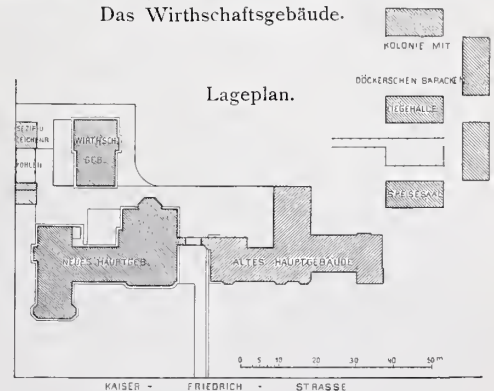 Das Wirthschaftsgebäude.
KOLONIE MIT
DÖCKERSCHEN BARACKEN
Lageplan.
LIEGEHALLE
WIRTHSCH.
GEB.
KOHLEN
SPEISESAAL
NEUES HAUPTGEB.
ALTES HAUPTGEBÄUDE
0 5 10 20 30 40 50 m
KAISER - FRIEDRICH - STRASSE